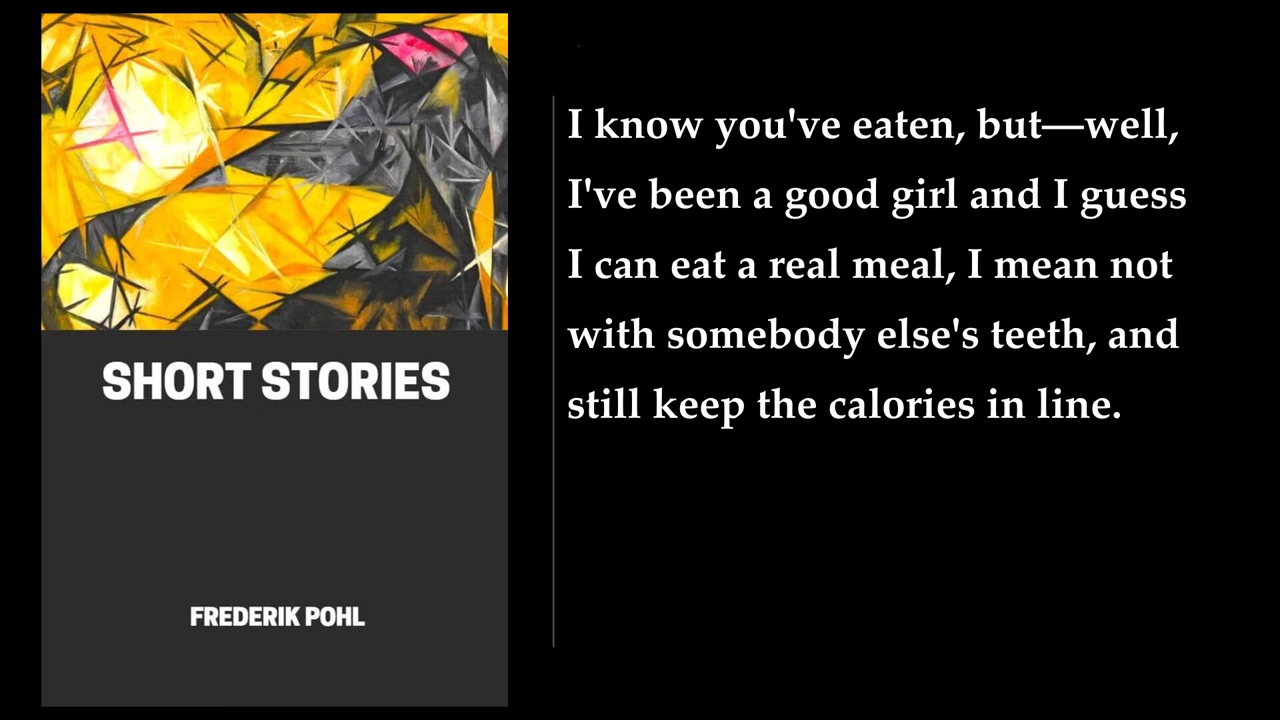 SHORT STORIES
FREDERIK POHL
I know you've eaten, but—well,
I've been a good girl and I guess
I can eat a real meal, I mean not
with somebody else's teeth, and
still keep the calories in line.